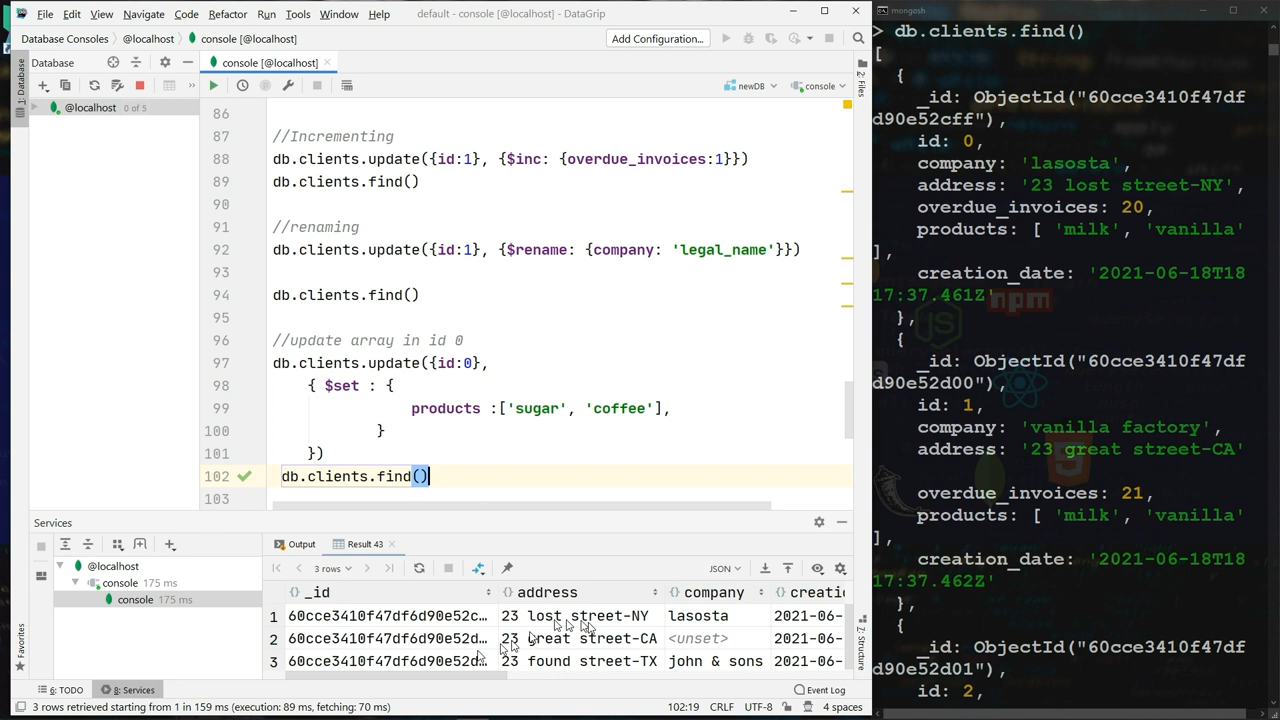 File Edit View Navigate Code Refactor Run Tools Window Help default - console [@localhost] - DataGrip
Database Consoles @localhost console [@localhost] Add Configuration...
Database console [@localhost]
1: Database
2: Files
@localhost 0 of 5
newDB console
86
87 //Incrementing
88 db.clients.update({id:1}, {$inc: {overdue_invoices:1}})
89 db.clients.find()
90
91 //renaming
92 db.clients.update({id:1}, {$rename: {company: 'legal_name'}})
93
94 db.clients.find()
95
96 //update array in id 0
97 db.clients.update({id:0},
98 { $set : {
99 products :['sugar', 'coffee'],
100 }
101 })
102 db.clients.find()
103
Services
Output Result 43
@localhost
console 175 ms
console 175 ms
3 rows JSON
_id address company creatio
1 60cce3410f47df6d90e52c… 23 lost street-NY lasosta 2021-06-
2 60cce3410f47df6d90e52d… 23 great street-CA <unset> 2021-06-
3 60cce3410f47df6d90e52d… 23 found street-TX john & sons 2021-06-
Favorites
7: Structure
6: TODO 8: Services Event Log
3 rows retrieved starting from 1 in 159 ms (execution: 89 ms, fetching: 70 ms) 102:19 CRLF UTF-8 4 spaces
mongosh
> db.clients.find()
[
{
_id: ObjectId("60cce3410f47df
d90e52cff"),
id: 0,
company: 'lasosta',
address: '23 lost street-NY',
overdue_invoices: 20,
products: [ 'milk', 'vanilla'
],
creation_date: '2021-06-18T18
17:37.461Z'
},
{
_id: ObjectId("60cce3410f47df
d90e52d00"),
id: 1,
company: 'vanilla factory',
address: '23 great street-CA'
overdue_invoices: 21,
products: [ 'milk', 'vanilla'
],
creation_date: '2021-06-18T18
17:37.462Z'
},
{
_id: ObjectId("60cce3410f47df
d90e52d01"),
id: 2,
npm
JS